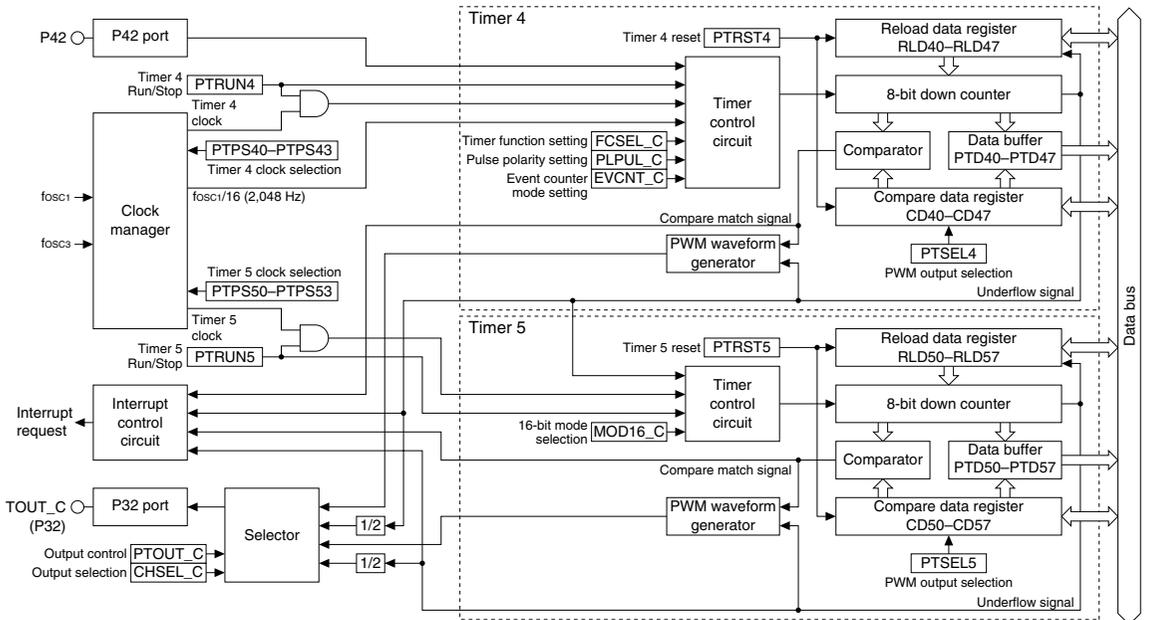 Timer 4
P42
P42 port
Timer 4 reset
PTRST4
Reload data register
RLD40–RLD47
Timer 4
Run/Stop
PTRUN4
Timer 4
clock
8-bit down counter
Timer
control
circuit
Timer function setting
FCSEL_C
Pulse polarity setting
PLPUL_C
Event counter
mode setting
EVCNT_C
Comparator
Data buffer
PTD40–PTD47
PTPS40–PTPS43
Timer 4 clock selection
fOSC1/16 (2,048 Hz)
fOSC1
fOSC3
Clock
manager
Compare data register
CD40–CD47
Compare match signal
PWM waveform
generator
PTSEL4
PWM output selection
Underflow signal
Timer 5 clock selection
PTPS50–PTPS53
Data bus
Timer 5
Timer 5
clock
Timer 5
Run/Stop
PTRUN5
Timer 5 reset
PTRST5
Reload data register
RLD50–RLD57
Timer
control
circuit
8-bit down counter
16-bit mode
selection
MOD16_C
Interrupt
request
Interrupt
control
circuit
Comparator
Data buffer
PTD50–PTD57
Compare match signal
Compare data register
CD50–CD57
PWM waveform
generator
TOUT_C
(P32)
P32 port
Selector
1/2
1/2
Output control
PTOUT_C
Output selection
CHSEL_C
PTSEL5
PWM output selection
Underflow signal